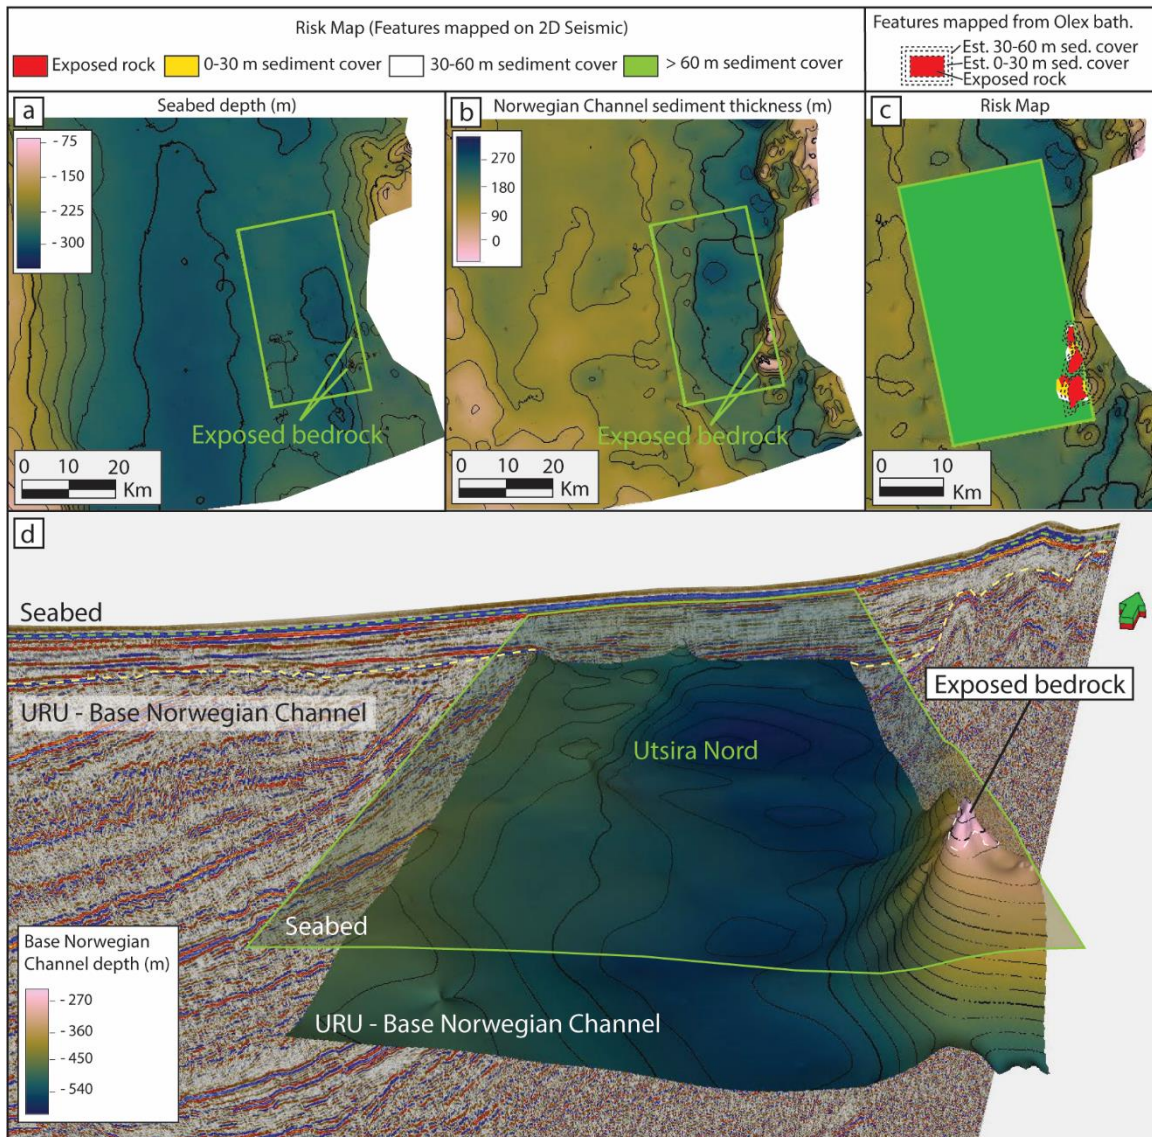 Risk Map (Features mapped on 2D Seismic)
Exposed rock
0-30 m sediment cover
30-60 m sediment cover
> 60 m sediment cover
Features mapped from Olex bath.
Est. 30-60 m sed. cover
Est. 0-30 m sed. cover
Exposed rock
a
Seabed depth (m)
- 75
- 150
- 225
- 300
Exposed bedrock
0 10 20
Km
b
Norwegian Channel sediment thickness (m)
270
180
90
0
Exposed bedrock
0 10 20
Km
c
Risk Map
0 10
Km
d
Seabed
URU - Base Norwegian Channel
Exposed bedrock
Utsira Nord
Seabed
URU - Base Norwegian Channel
Base Norwegian
Channel depth (m)
- 270
- 360
- 450
- 540